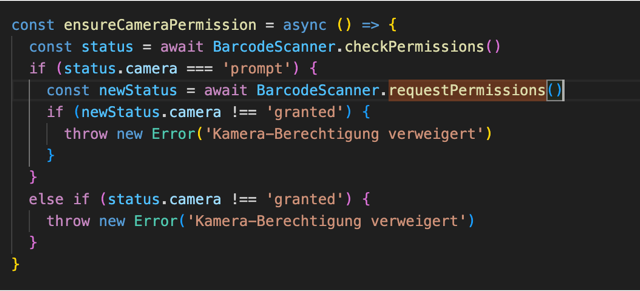 const ensureCameraPermission = async () => {
const status = await BarcodeScanner.checkPermissions()
if (status.camera === 'prompt') {
const newStatus = await BarcodeScanner.requestPermissions()
if (newStatus.camera !== 'granted') {
throw new Error('Kamera-Berechtigung verweigert')
}
}
else if (status.camera !== 'granted') {
throw new Error('Kamera-Berechtigung verweigert')
}
}